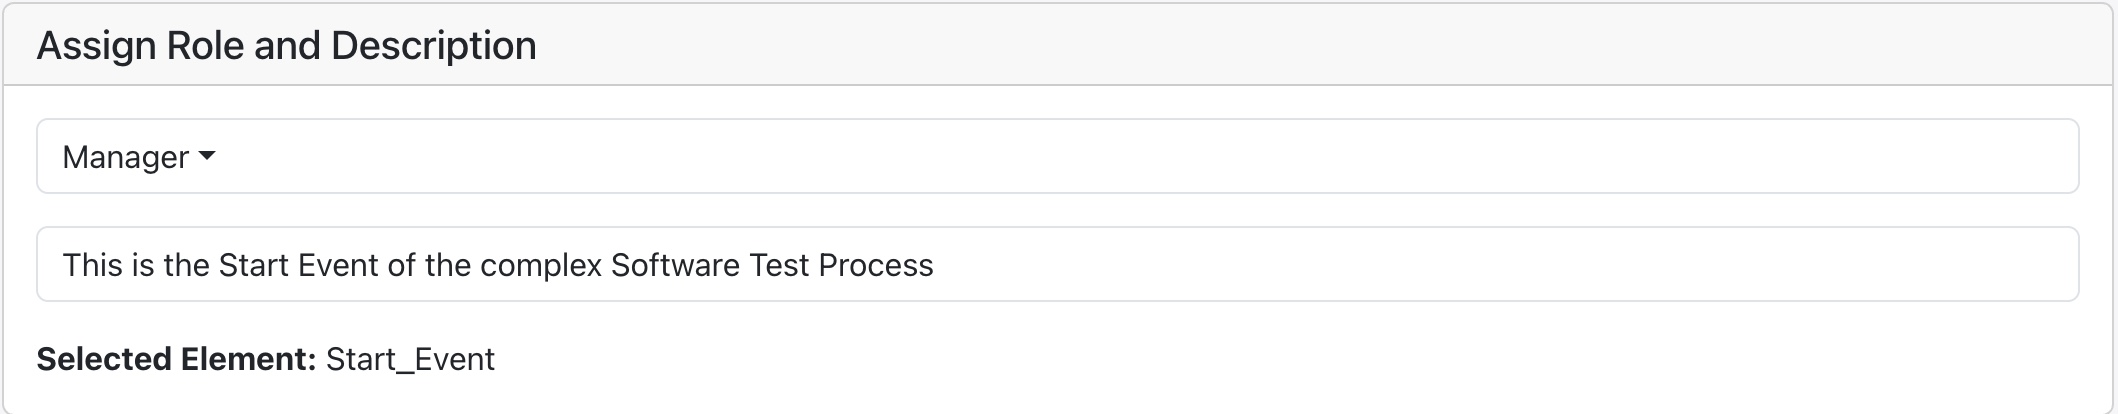 Assign Role and Description
Manager
This is the Start Event of the complex Software Test Process
Selected Element: Start_Event